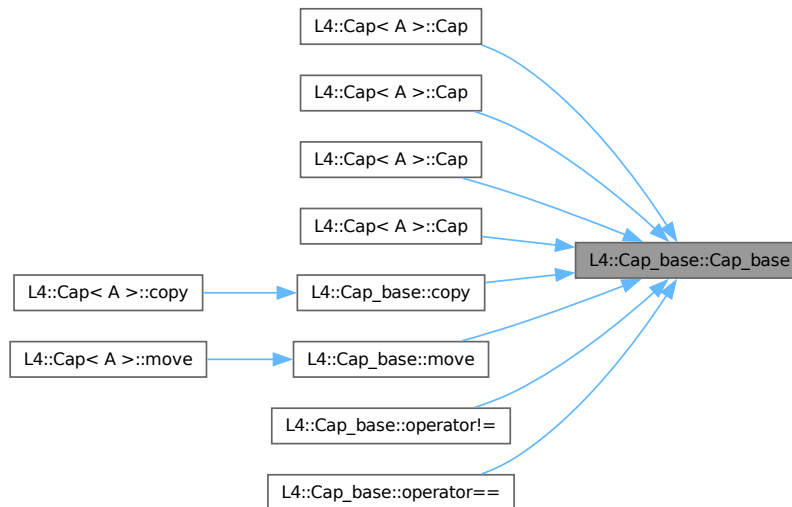 L4::Cap< A >::Cap
L4::Cap< A >::Cap
L4::Cap< A >::Cap
L4::Cap< A >::Cap
L4::Cap_base::Cap_base
L4::Cap< A >::copy
L4::Cap_base::copy
L4::Cap< A >::move
L4::Cap_base::move
L4::Cap_base::operator!=
L4::Cap_base::operator==